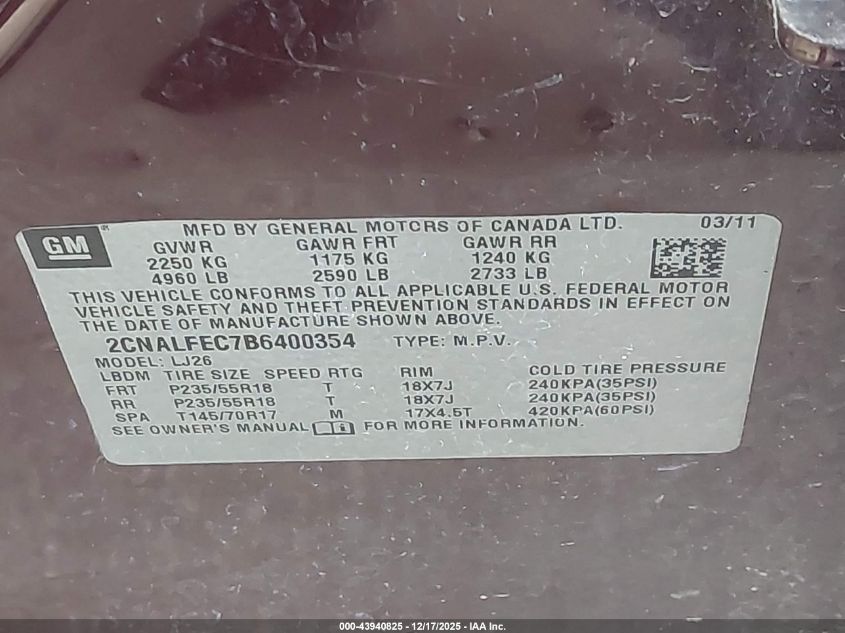 GM®
MFD BY GENERAL MOTORS OF CANADA LTD. 03/11
GVWR GAWR FRT GAWR RR
2250 KG 1175 KG 1240 KG
4960 LB 2590 LB 2733 LB
THIS VEHICLE CONFORMS TO ALL APPLICABLE U.S. FEDERAL MOTOR
VEHICLE SAFETY AND THEFT PREVENTION STANDARDS IN EFFECT ON
THE DATE OF MANUFACTURE SHOWN ABOVE.
2CNALFEC7B6400354 TYPE: M.P.V.
MODEL: LJ26
LBDM TIRE SIZE SPEED RTG RIM COLD TIRE PRESSURE
FRT P235/55R18 T 18X7J 240KPA(35PSI)
RR P235/55R18 T 18X7J 240KPA(35PSI)
SPA T145/70R17 M 17X4.5T 420KPA(60PSI)
SEE OWNER'S MANUAL i FOR MORE INFORMATION.
000-43940825 - 12/17/2025 - IAA Inc.